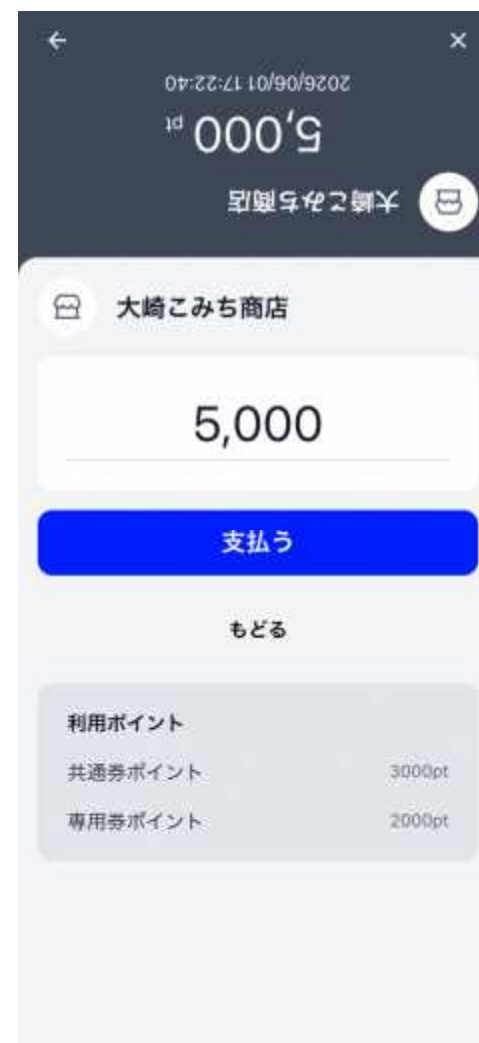 大崎こみち商店
5,000 pt
2026/06/01 17:22:40
大崎こみち商店
5,000
支払う
もどる
利用ポイント
共通券ポイント 3000pt
専用券ポイント 2000pt